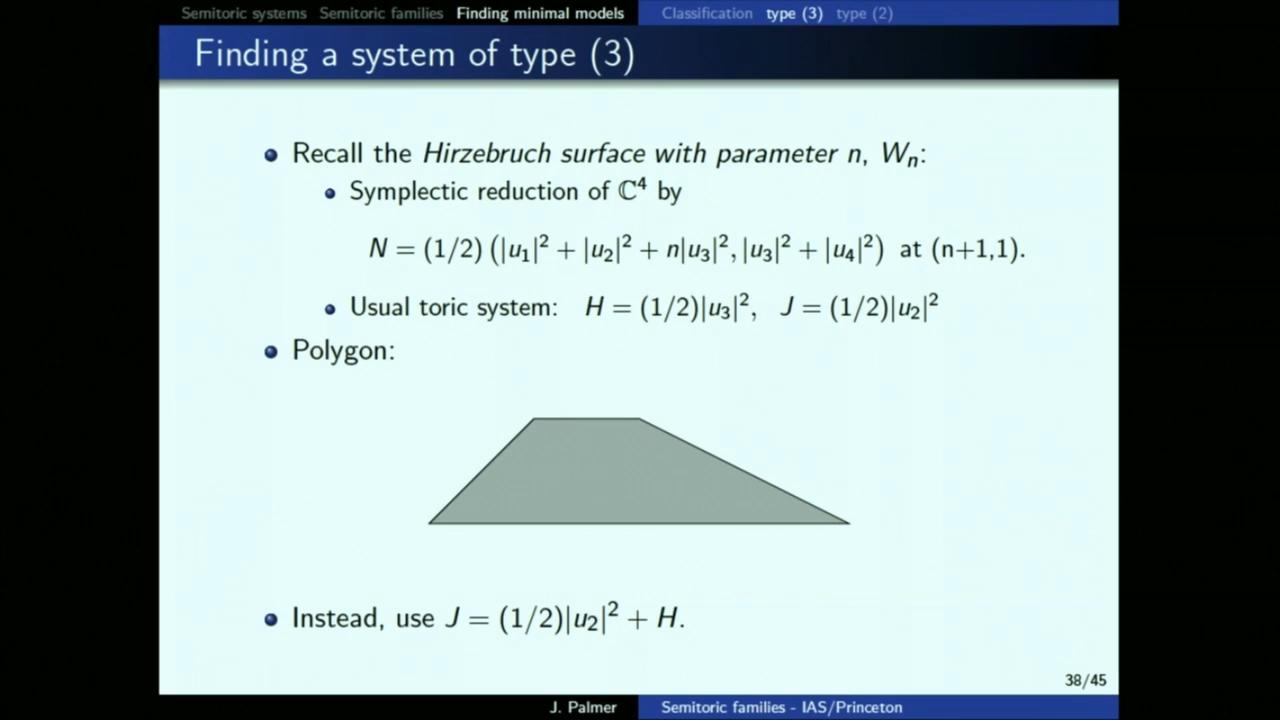 Semitoric systems Semitoric families Finding minimal models Classification type (3) type (2)
Finding a system of type (3)
Recall the Hirzebruch surface with parameter n, Wₙ:
Symplectic reduction of ℂ⁴ by
N = (1/2) (|u₁|² + |u₂|² + n|u₃|², |u₃|² + |u₄|²) at (n+1,1).
Usual toric system: H = (1/2)|u₃|², J = (1/2)|u₂|²
Polygon:
Instead, use J = (1/2)|u₂|² + H.
38/45
J. Palmer Semitoric families - IAS/Princeton